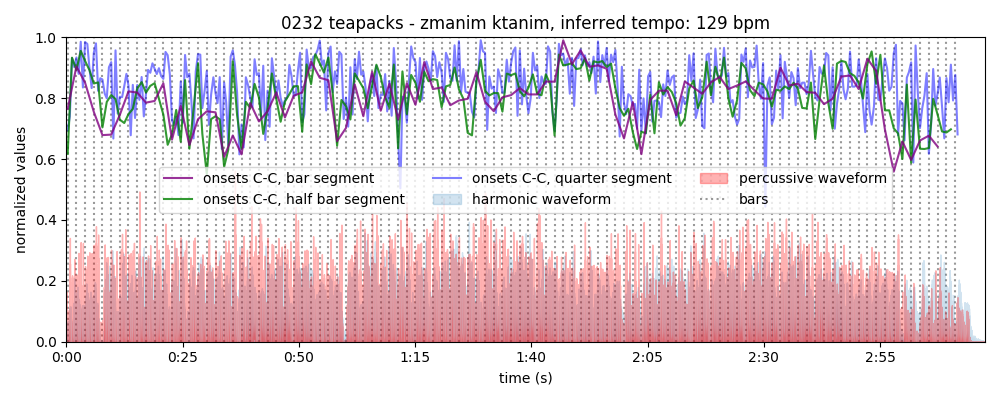 0232 teapacks - zmanim ktanim, inferred tempo: 129 bpm
normalized values
1.0
0.8
0.6
0.4
0.2
0.0
onsets C-C, bar segment
onsets C-C, half bar segment
onsets C-C, quarter segment
harmonic waveform
percussive waveform
bars
0:00 0:25 0:50 1:15 1:40 2:05 2:30 2:55
time (s)